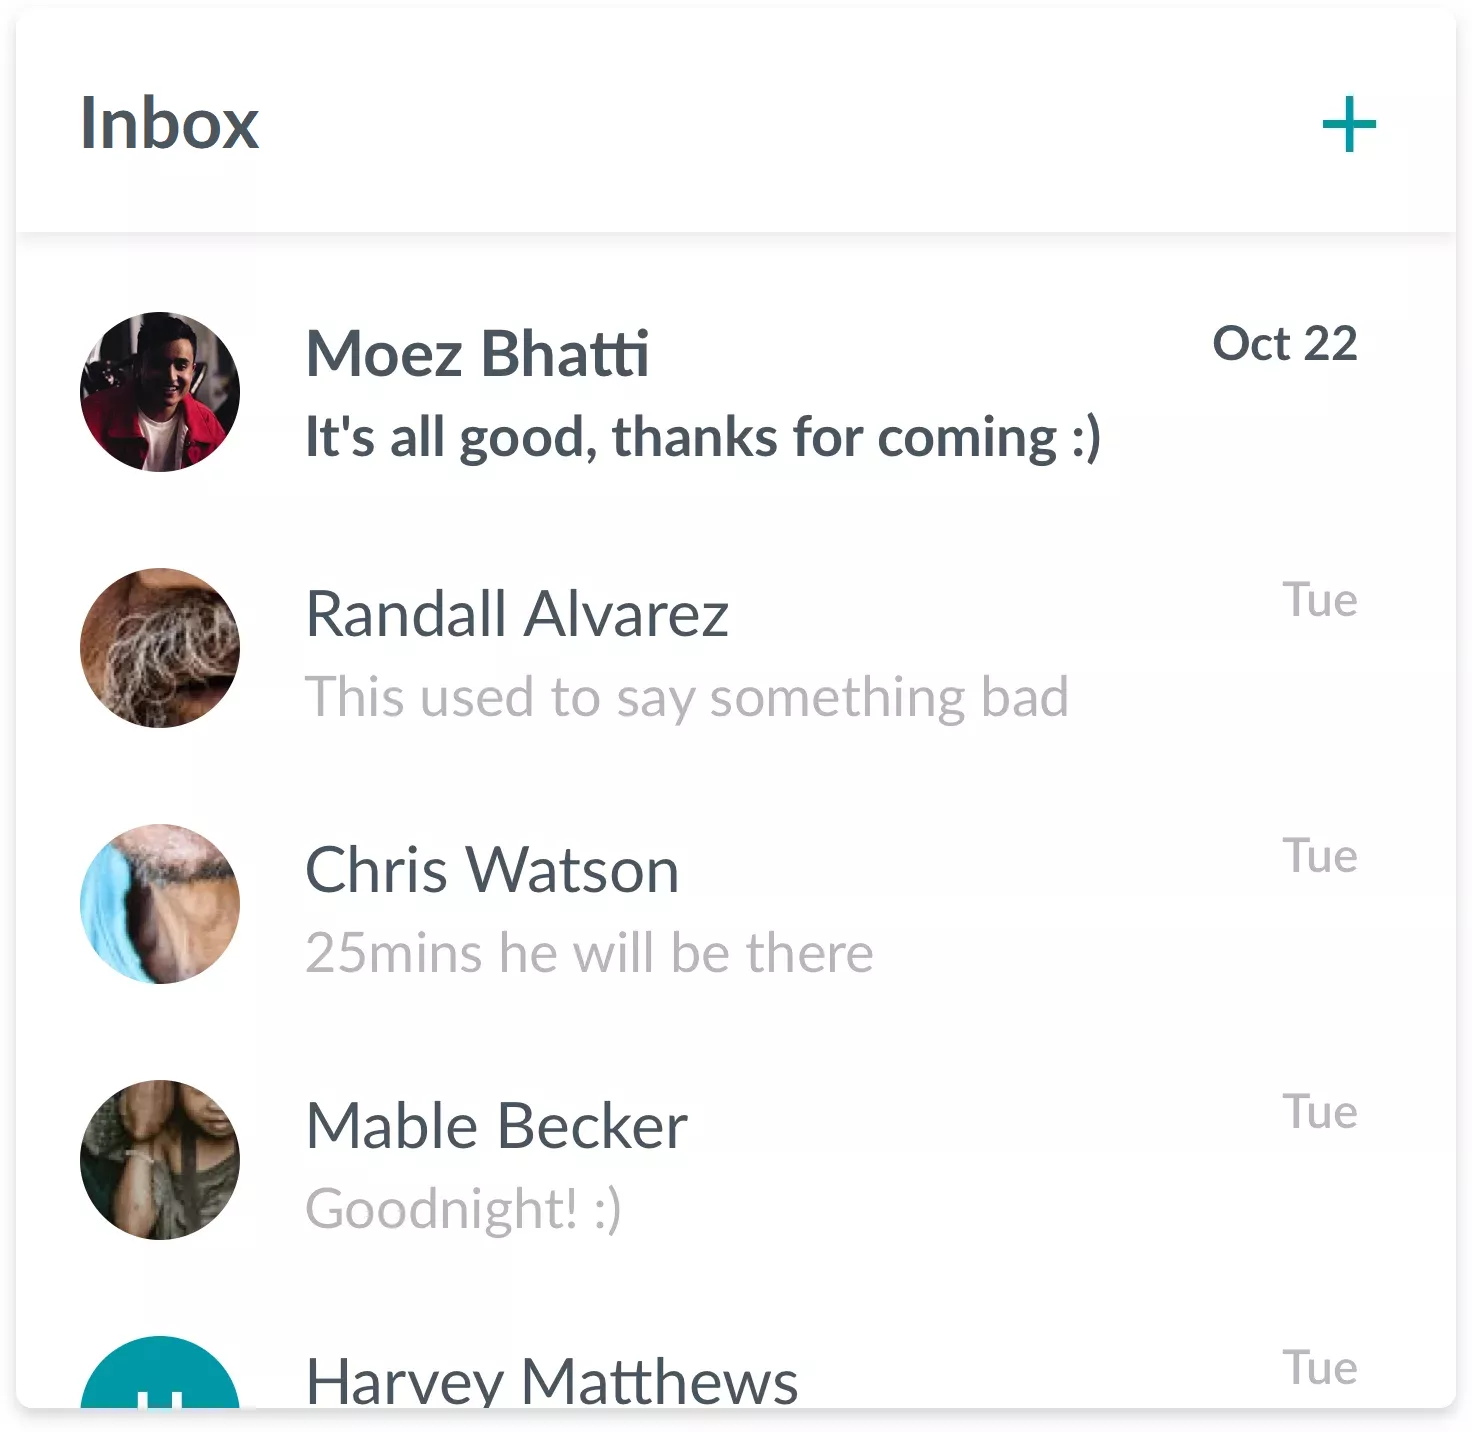 Inbox
Moez Bhatti
Oct 22
It's all good, thanks for coming :)
Randall Alvarez
Tue
This used to say something bad
Chris Watson
Tue
25mins he will be there
Mable Becker
Tue
Goodnight! :)
Harvey Matthews
Tue